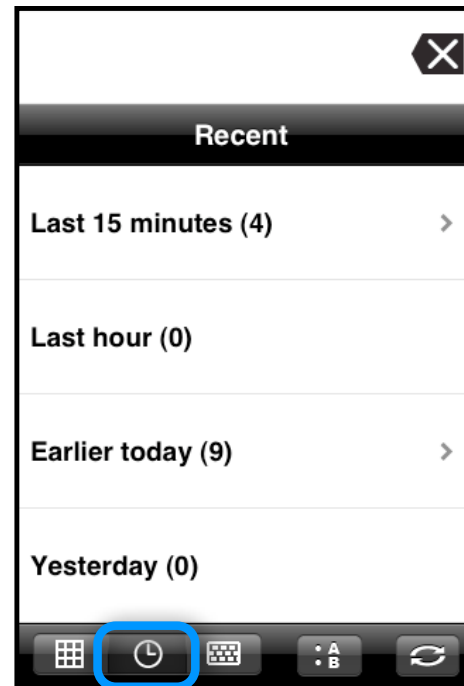 Recent
Last 15 minutes (4)
Last hour (0)
Earlier today (9)
Yesterday (0)
: A
B